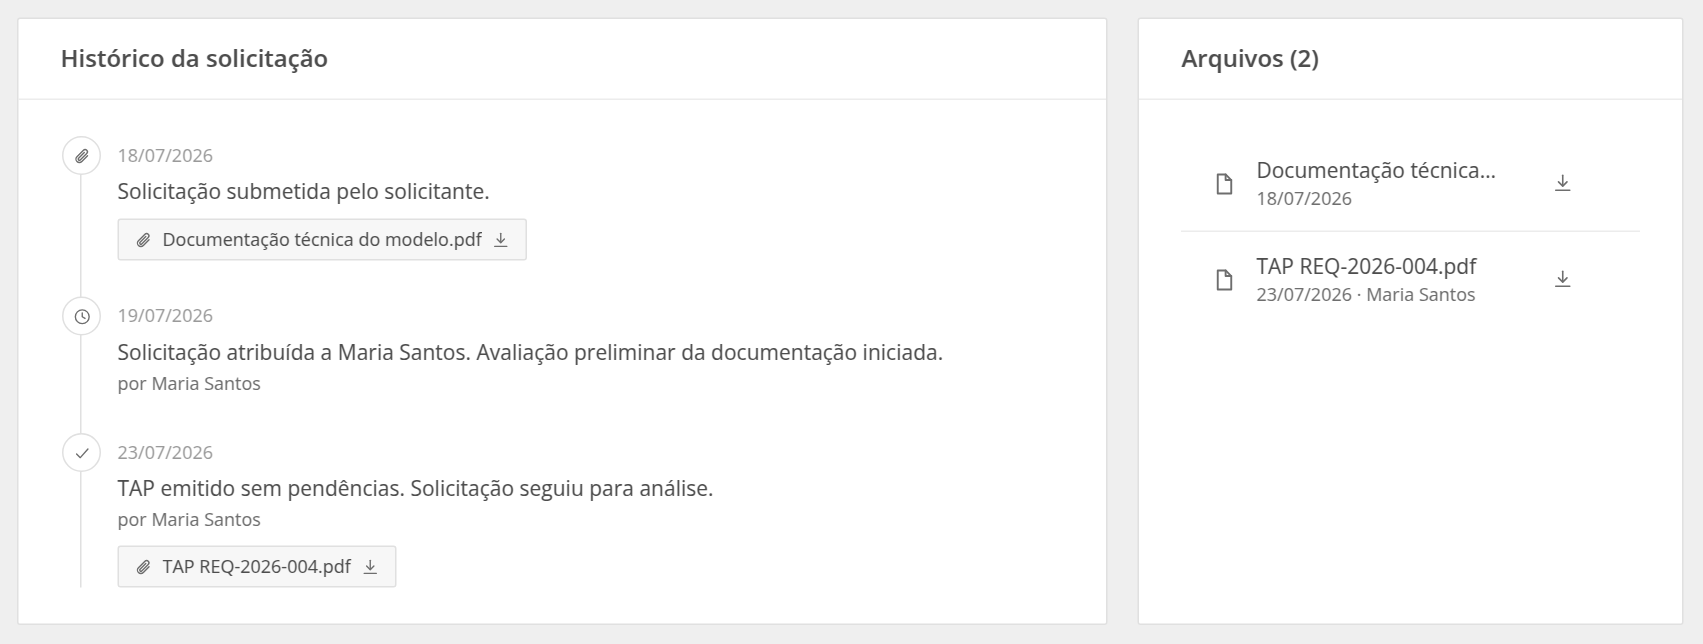 Histórico da solicitação
18/07/2026
Solicitação submetida pelo solicitante.
Documentação técnica do modelo.pdf
19/07/2026
Solicitação atribuída a Maria Santos. Avaliação preliminar da documentação iniciada.
por Maria Santos
23/07/2026
TAP emitido sem pendências. Solicitação seguiu para análise.
por Maria Santos
TAP REQ-2026-004.pdf
Arquivos (2)
Documentação técnica...
18/07/2026
TAP REQ-2026-004.pdf
23/07/2026 · Maria Santos